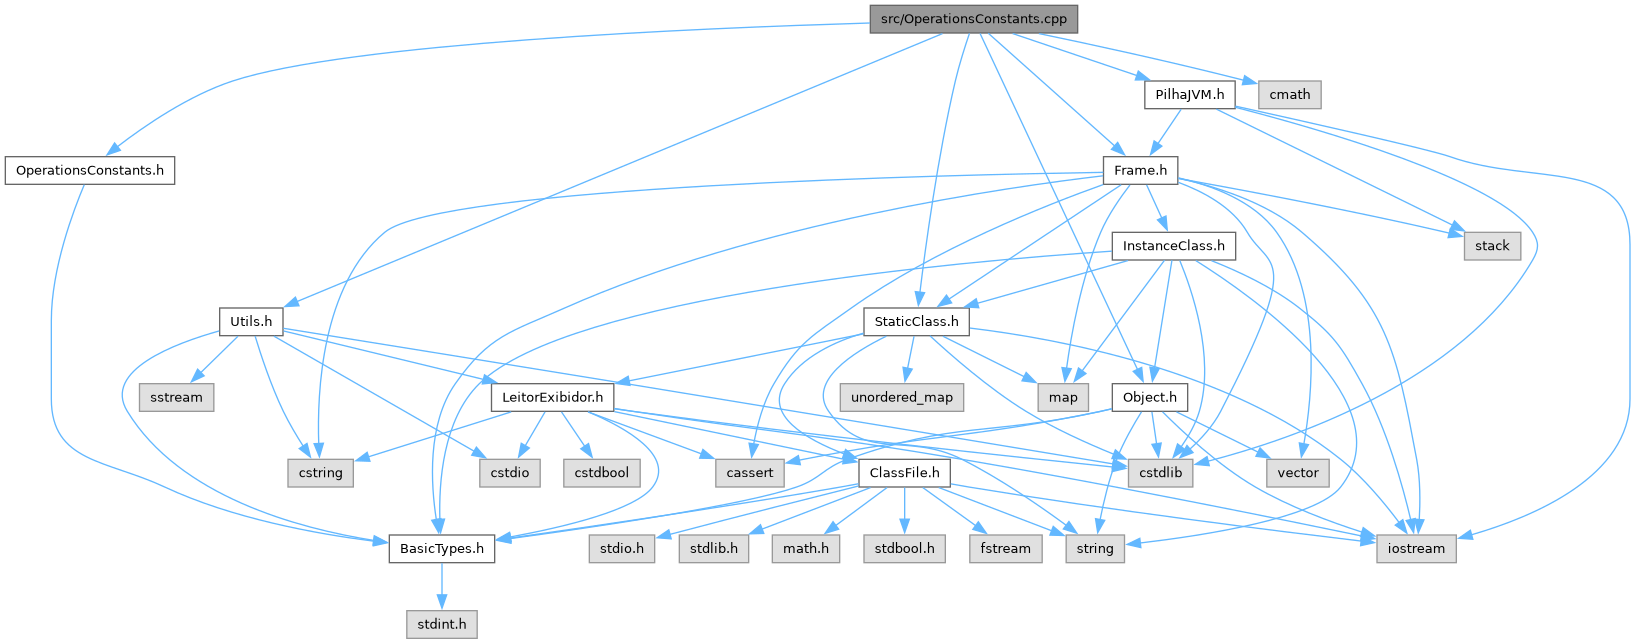 src/OperationsConstants.cpp
PilhaJVM.h
cmath
OperationsConstants.h
Frame.h
InstanceClass.h
stack
Utils.h
StaticClass.h
sstream
LeitorExibidor.h
unordered_map
map
Object.h
cstring
cstdio
cstdbool
cassert
ClassFile.h
cstdlib
vector
BasicTypes.h
stdio.h
stdlib.h
math.h
stdbool.h
fstream
string
iostream
stdint.h